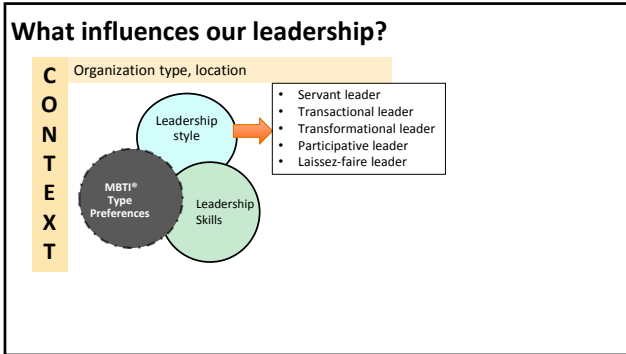 What influences our leadership?
CONTEXT
Organization type, location
Leadership
style
• Servant leader
• Transactional leader
• Transformational leader
• Participative leader
• Laissez-faire leader
MBTI®
Type
Preferences
Leadership
Skills